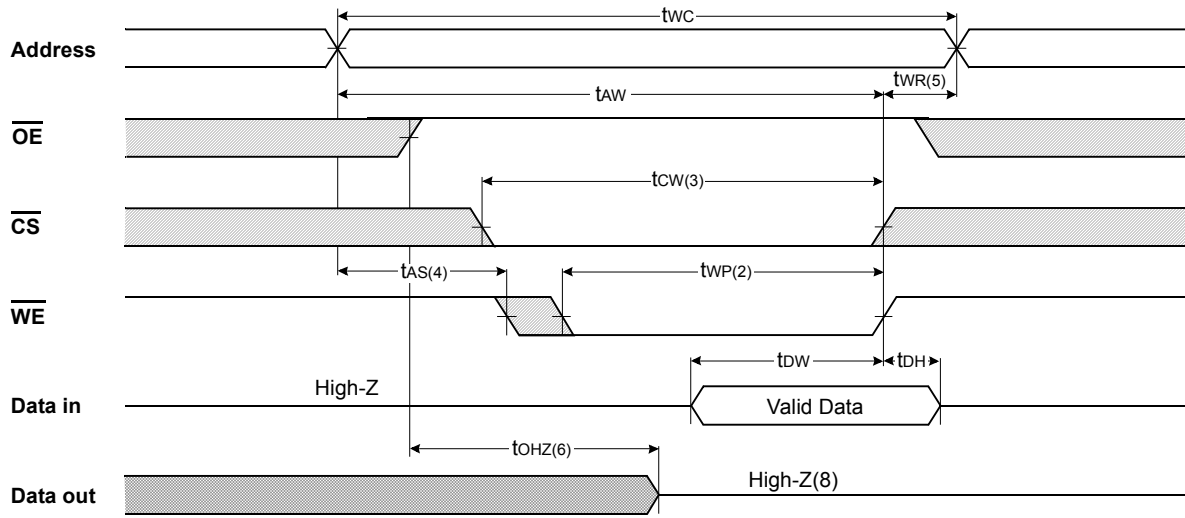 tWC
Address
tWR(5)
tAW
OE
tCW(3)
CS
tAS(4)
tWP(2)
WE
tDW
tDH
High-Z
Data in
Valid Data
tOHZ(6)
High-Z(8)
Data out